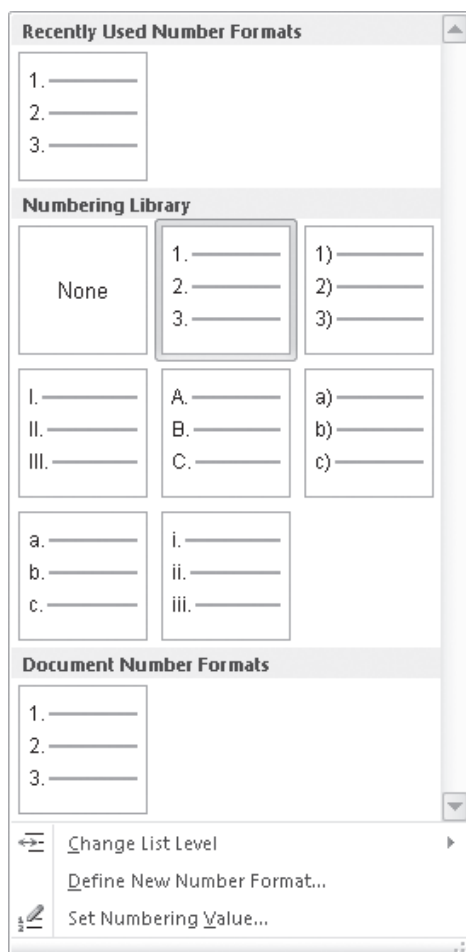 Recently Used Number Formats
1.
2.
3.
Numbering Library
None
1.
2.
3.
1)
2)
3)
I.
II.
III.
A.
B.
C.
a)
b)
c)
a.
b.
c.
i.
ii.
iii.
Document Number Formats
1.
2.
3.
Change List Level
Define New Number Format...
Set Numbering Value...